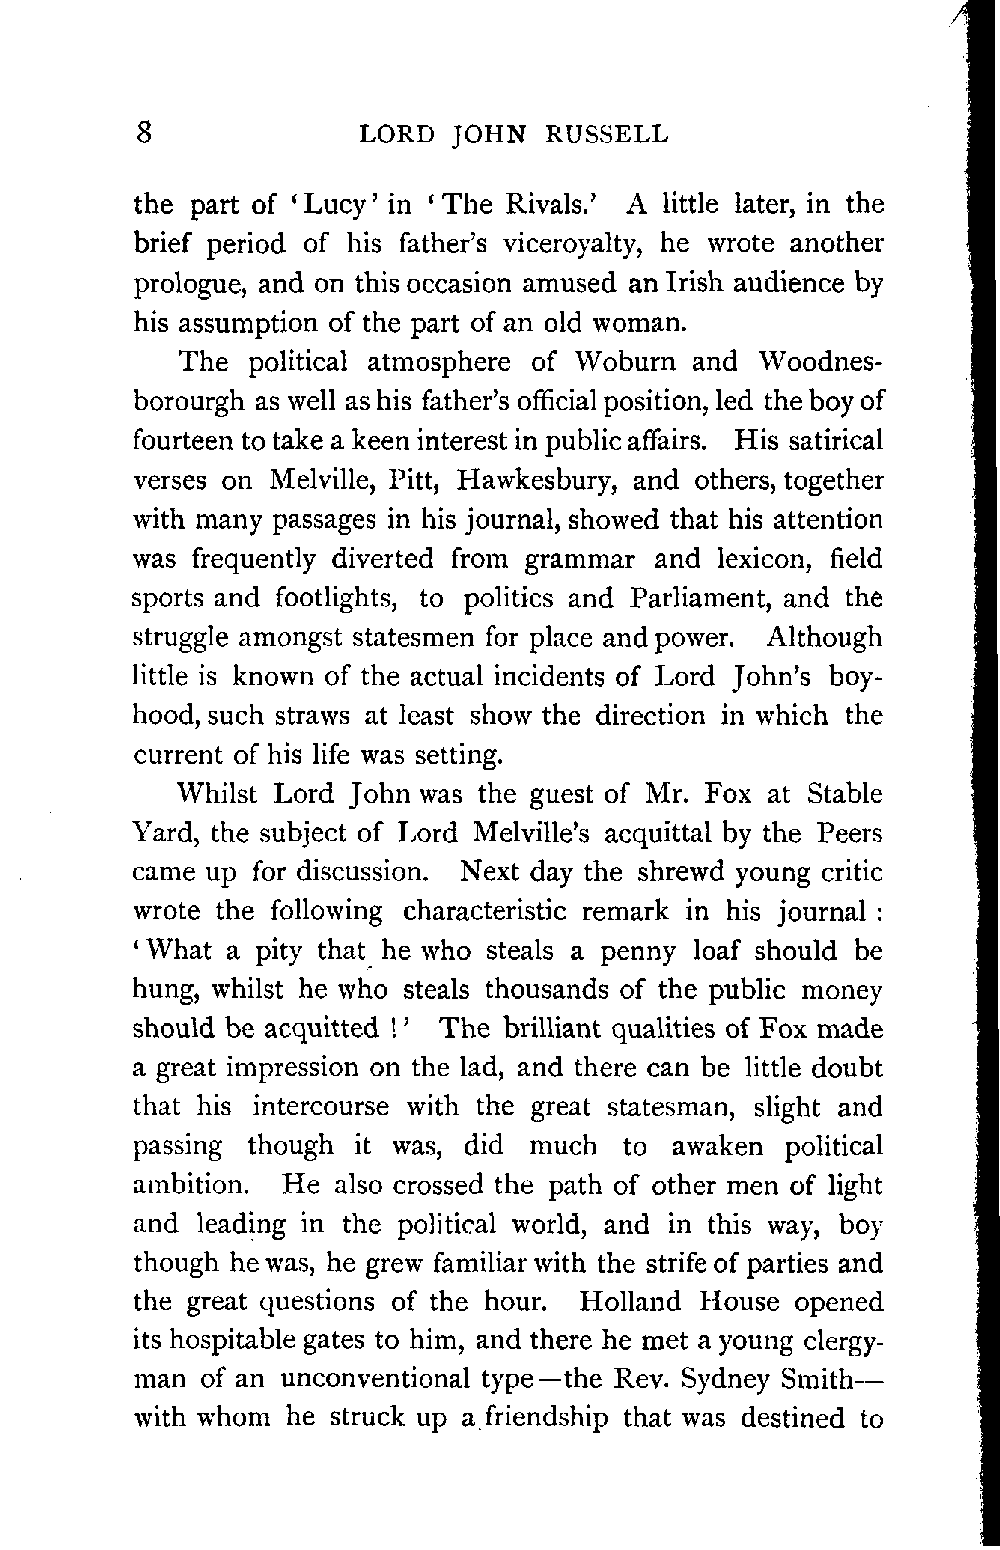 8 LORD JOHN RUSSELL
the part of ‘Lucy’ in ‘The Rivals.’ A little later, in the
brief period of his father’s viceroyalty, he wrote another
prologue, and on this occasion amused an Irish audience by
his assumption of the part of an old woman.
The political atmosphere of Woburn and Woodnes-
borourgh as well as his father’s official position, led the boy of
fourteen to take a keen interest in public affairs. His satirical
verses on Melville, Pitt, Hawkesbury, and others, together
with many passages in his journal, showed that his attention
was frequently diverted from grammar and lexicon, field
sports and footlights, to politics and Parliament, and the
struggle amongst statesmen for place and power. Although
little is known of the actual incidents of Lord John’s boy-
hood, such straws at least show the direction in which the
current of his life was setting.
Whilst Lord John was the guest of Mr. Fox at Stable
Yard, the subject of Lord Melville’s acquittal by the Peers
came up for discussion. Next day the shrewd young critic
wrote the following characteristic remark in his journal :
‘What a pity that he who steals a penny loaf should be
hung, whilst he who steals thousands of the public money
should be acquitted !’ The brilliant qualities of Fox made
a great impression on the lad, and there can be little doubt
that his intercourse with the great statesman, slight and
passing though it was, did much to awaken political
ambition. He also crossed the path of other men of light
and leading in the political world, and in this way, boy
though he was, he grew familiar with the strife of parties and
the great questions of the hour. Holland House opened
its hospitable gates to him, and there he met a young clergy-
man of an unconventional type—the Rev. Sydney Smith—
with whom he struck up a friendship that was destined to